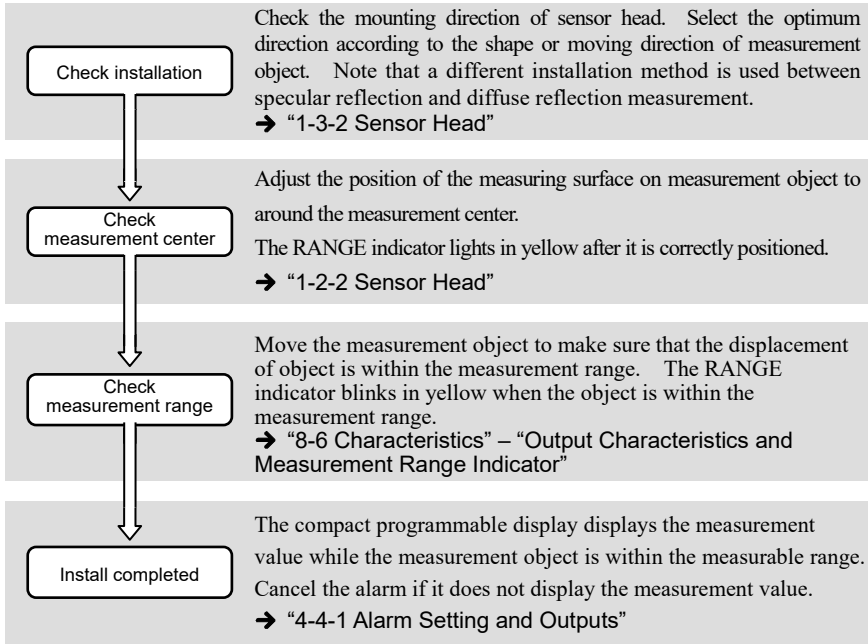 Check installation
Check the mounting direction of sensor head. Select the optimum
direction according to the shape or moving direction of measurement
object. Note that a different installation method is used between
specular reflection and diffuse reflection measurement.
➔ “1-3-2 Sensor Head”
Check
measurement center
Adjust the position of the measuring surface on measurement object to
around the measurement center.
The RANGE indicator lights in yellow after it is correctly positioned.
➔ “1-2-2 Sensor Head”
Check
measurement range
Move the measurement object to make sure that the displacement
of object is within the measurement range. The RANGE
indicator blinks in yellow when the object is within the
measurement range.
➔ “8-6 Characteristics” – “Output Characteristics and
Measurement Range Indicator”
Install completed
The compact programmable display displays the measurement
value while the measurement object is within the measurable range.
Cancel the alarm if it does not display the measurement value.
➔ “4-4-1 Alarm Setting and Outputs”